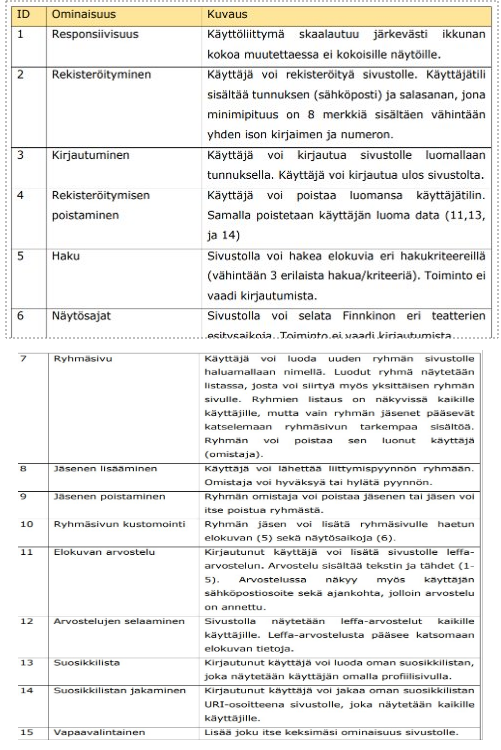 ID Ominaisuus Kuvaus
1 Responsiivisuus Käyttöliittymä skaalautuu järkevästi ikkunan
kokoa muutettaessa ei kokoisille näytöille.
2 Rekisteröityminen Käyttäjä voi rekisteröityä sivustolle. Käyttäjätili
sisältää tunnuksen (sähköposti) ja salasanan, jona
minimipituus on 8 merkkiä sisältäen vähintään
yhden ison kirjaimen ja numeron.
3 Kirjautuminen Käyttäjä voi kirjautua sivustolle luomallaan
tunnuksella. Käyttäjä voi kirjautua ulos sivustolta.
4 Rekisteröitymisen Käyttäjä voi poistaa luomansa käyttäjätilin.
poistaminen Samalla poistetaan käyttäjän luoma data (11,13,
ja 14)
5 Haku Sivustolla voi hakea elokuvia eri hakukriteereillä
(vähintään 3 erilaista hakua/kriteeriä). Toiminto ei
vaadi kirjautumista.
6 Näytösajat Sivustolla voi selata Finnkinon eri teatterien
esitysaikoja. Toiminto ei vaadi kirjautumista.
7 Ryhmäsivu Käyttäjä voi luoda uuden ryhmän sivustolle
haluamallaan nimellä. Luodut ryhmä näytetään
listassa, josta voi siirtyä myös yksittäisen ryhmän
sivulle. Ryhmien listaus on näkyvissä kaikille
käyttäjille, mutta vain ryhmän jäsenet pääsevät
katselemaan ryhmäsivun tarkempaa sisältöä.
Ryhmän voi poistaa sen luonut käyttäjä
(omistaja).
8 Jäsenen lisääminen Käyttäjä voi lähettää liittymispyynnön ryhmään.
Omistaja voi hyväksyä tai hylätä pyynnön.
9 Jäsenen poistaminen Ryhmän omistaja voi poistaa jäsenen tai jäsen voi
itse poistua ryhmästä.
10 Ryhmäsivun kustomointi Ryhmän jäsen voi lisätä ryhmäsivulle haetun
elokuvan (5) sekä näytösaikoja (6).
11 Elokuvan arvostelu Kirjautunut käyttäjä voi lisätä sivustolle leffa-
arvostelun. Arvostelu sisältää tekstin ja tähdet (1-
5). Arvostelussa näkyy myös käyttäjän
sähköpostiosoite sekä ajankohta, jolloin arvostelu
on annettu.
12 Arvostelujen selaaminen Sivustolla näytetään leffa-arvostelut kaikille
käyttäjille. Leffa-arvostelusta pääsee katsomaan
elokuvan tietoja.
13 Suosikkilista Kirjautunut käyttäjä voi luoda oman suosikkilistan,
joka näytetään käyttäjän omalla profiilisivulla.
14 Suosikkilistan jakaminen Kirjautunut käyttäjä voi jakaa oman suosikkilistan
URI-osoitteena sivustolle, joka näytetään kaikille
käyttäjille.
15 Vapaavalintainen Lisää joku itse keksimäsi ominaisuus sivustolle.